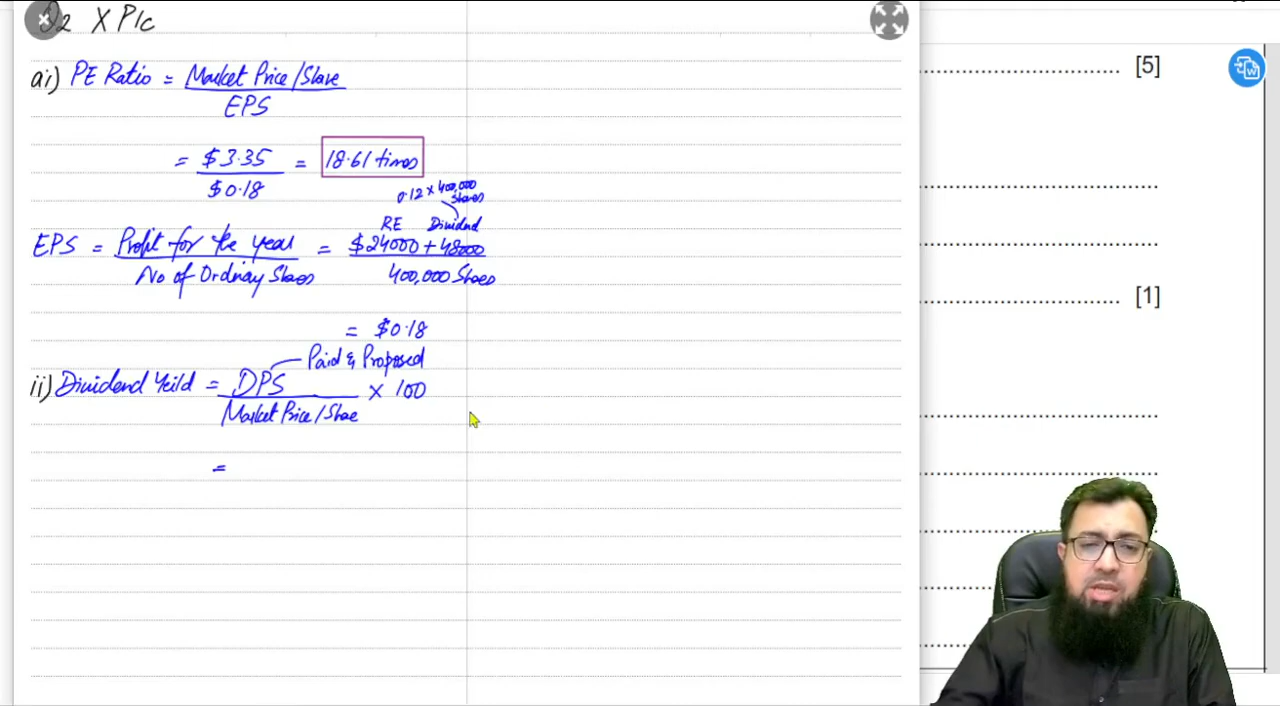 Q2 X Plc
ai) PE Ratio = Market Price/Share
EPS
= $3.35 = 18.61 times
$0.18
0.12 × 400,000
Shares
RE Dividend
EPS = Profit for the year = $24000 + 48000
No of Ordinary Shares 400,000 Shares
= $0.18
Paid & Proposed
ii) Dividend Yeild = DPS × 100
Market Price/Share
=
[5]
[1]
W